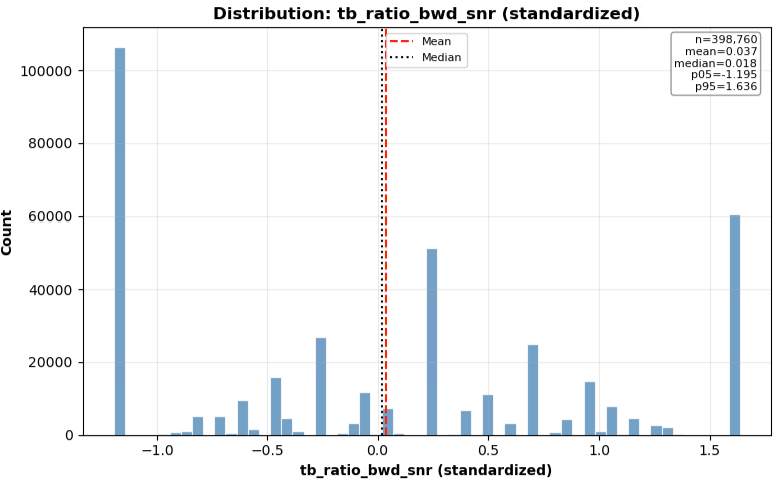 Distribution: tb_ratio_bwd_snr (standardized)
Mean
Median
n=398,760
mean=0.037
median=0.018
p05=-1.195
p95=1.636
Count
100000
80000
60000
40000
20000
0
−1.0 −0.5 0.0 0.5 1.0 1.5
tb_ratio_bwd_snr (standardized)